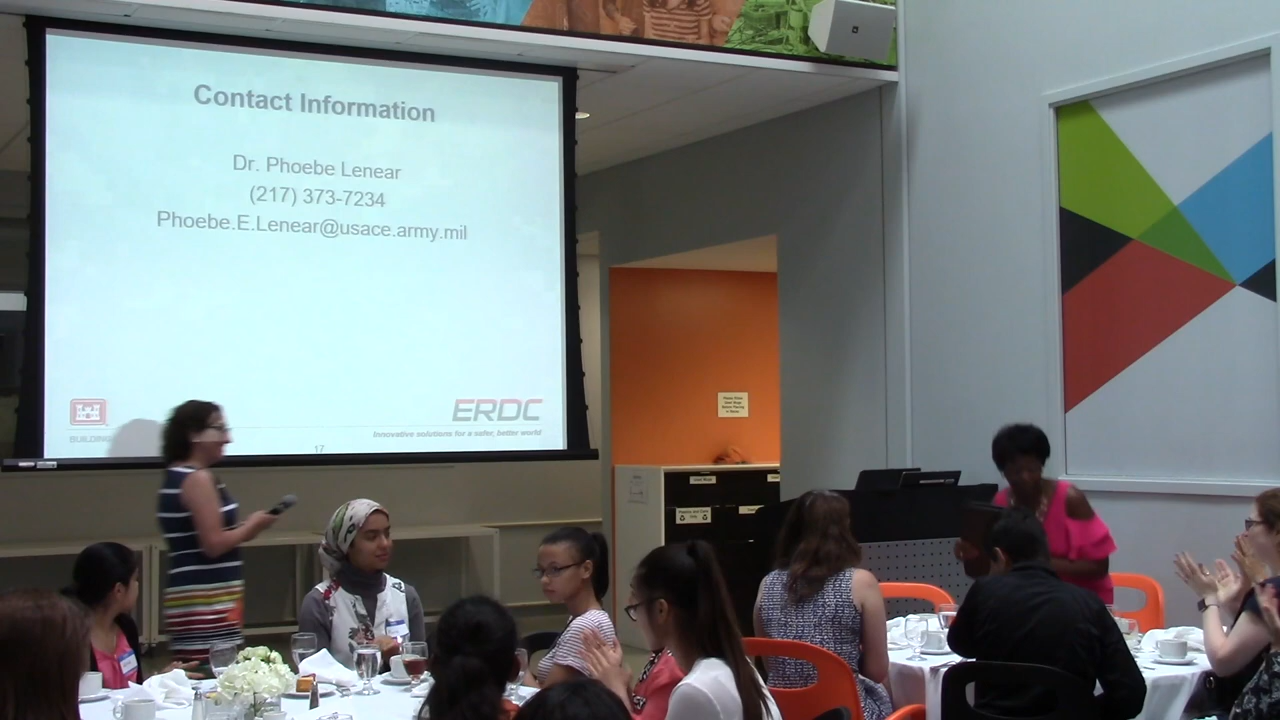 Contact Information
Dr. Phoebe Lenear
(217) 373-7234
Phoebe.E.Lenear@usace.army.mil
BUILDING
ERDC
Innovative solutions for a safer, better world
17